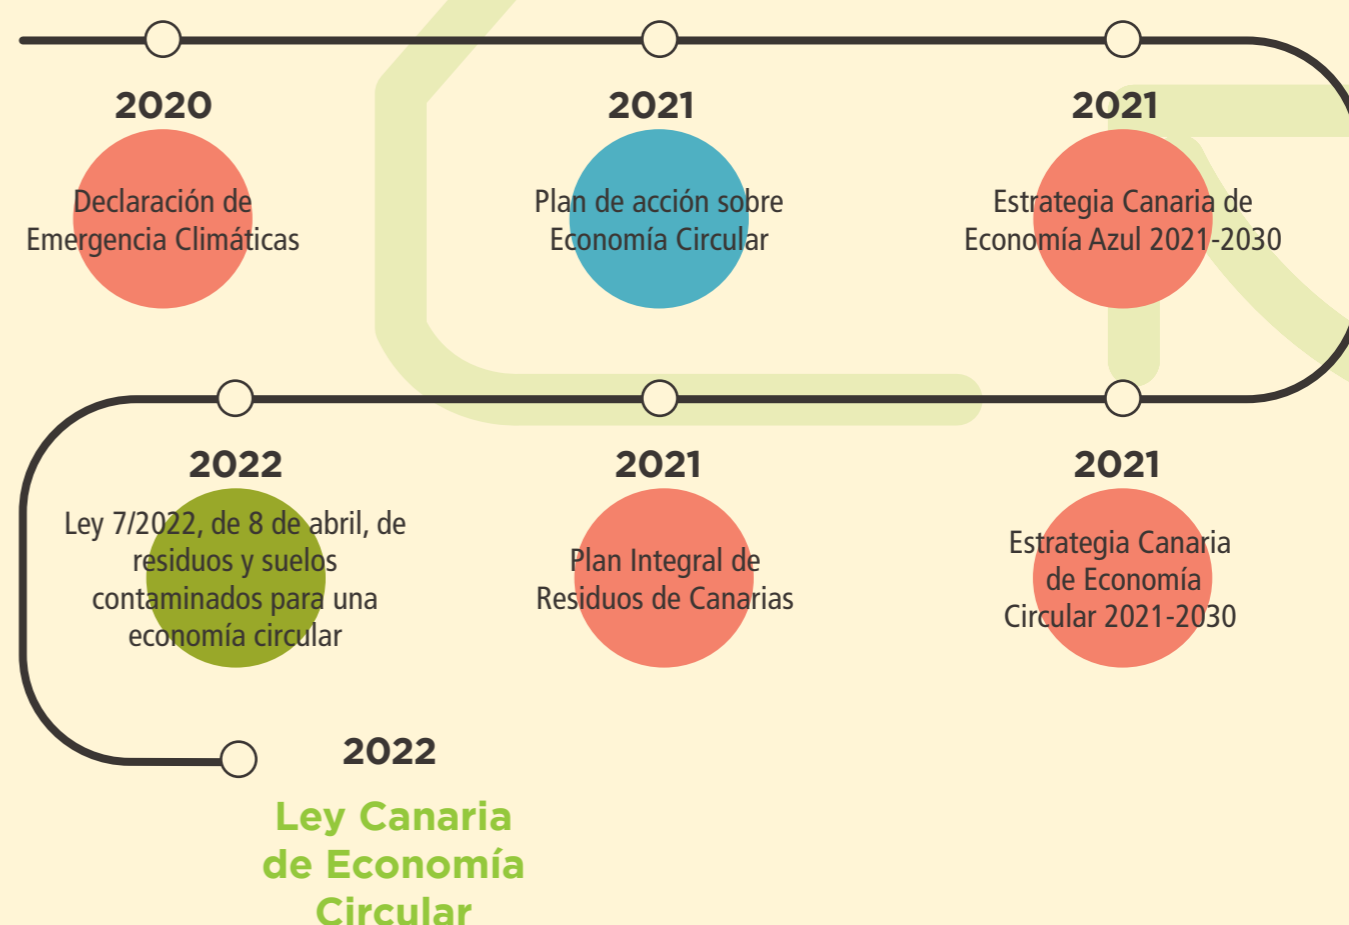 2020
Declaración de
Emergencia Climáticas
2021
Plan de acción sobre
Economía Circular
2021
Estrategia Canaria de
Economía Azul 2021-2030
2021
Estrategia Canaria
de Economía
Circular 2021-2030
2021
Plan Integral de
Residuos de Canarias
2022
Ley 7/2022, de 8 de abril, de
residuos y suelos
contaminados para una
economía circular
2022
Ley Canaria
de Economía
Circular